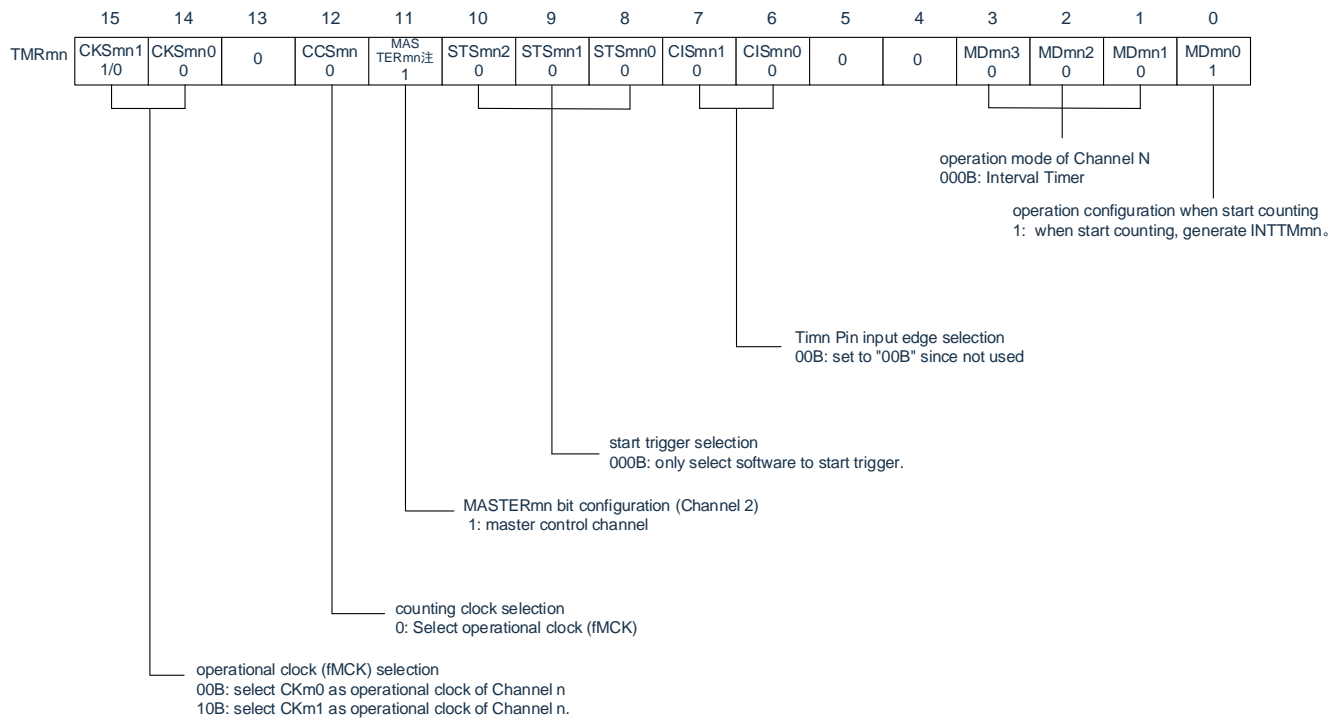 15 14 13 12 11 10 9 8 7 6 5 4 3 2 1 0
TMRmn CKSmn1 CKSmn0 0 CCSmn MAS STSmn2 STSmn1 STSmn0 CISmn1 CISmn0 0 0 MDmn3 MDmn2 MDmn1 MDmn0
TERmn注
1/0 0 0 1 0 0 0 0 0 0 0 0 1
operation mode of Channel N
000B: Interval Timer
operation configuration when start counting
1: when start counting, generate INTTMmn。
Timn Pin input edge selection
00B: set to "00B" since not used
start trigger selection
000B: only select software to start trigger.
MASTERmn bit configuration (Channel 2)
1: master control channel
counting clock selection
0: Select operational clock (fMCK)
operational clock (fMCK) selection
00B: select CKm0 as operational clock of Channel n
10B: select CKm1 as operational clock of Channel n.